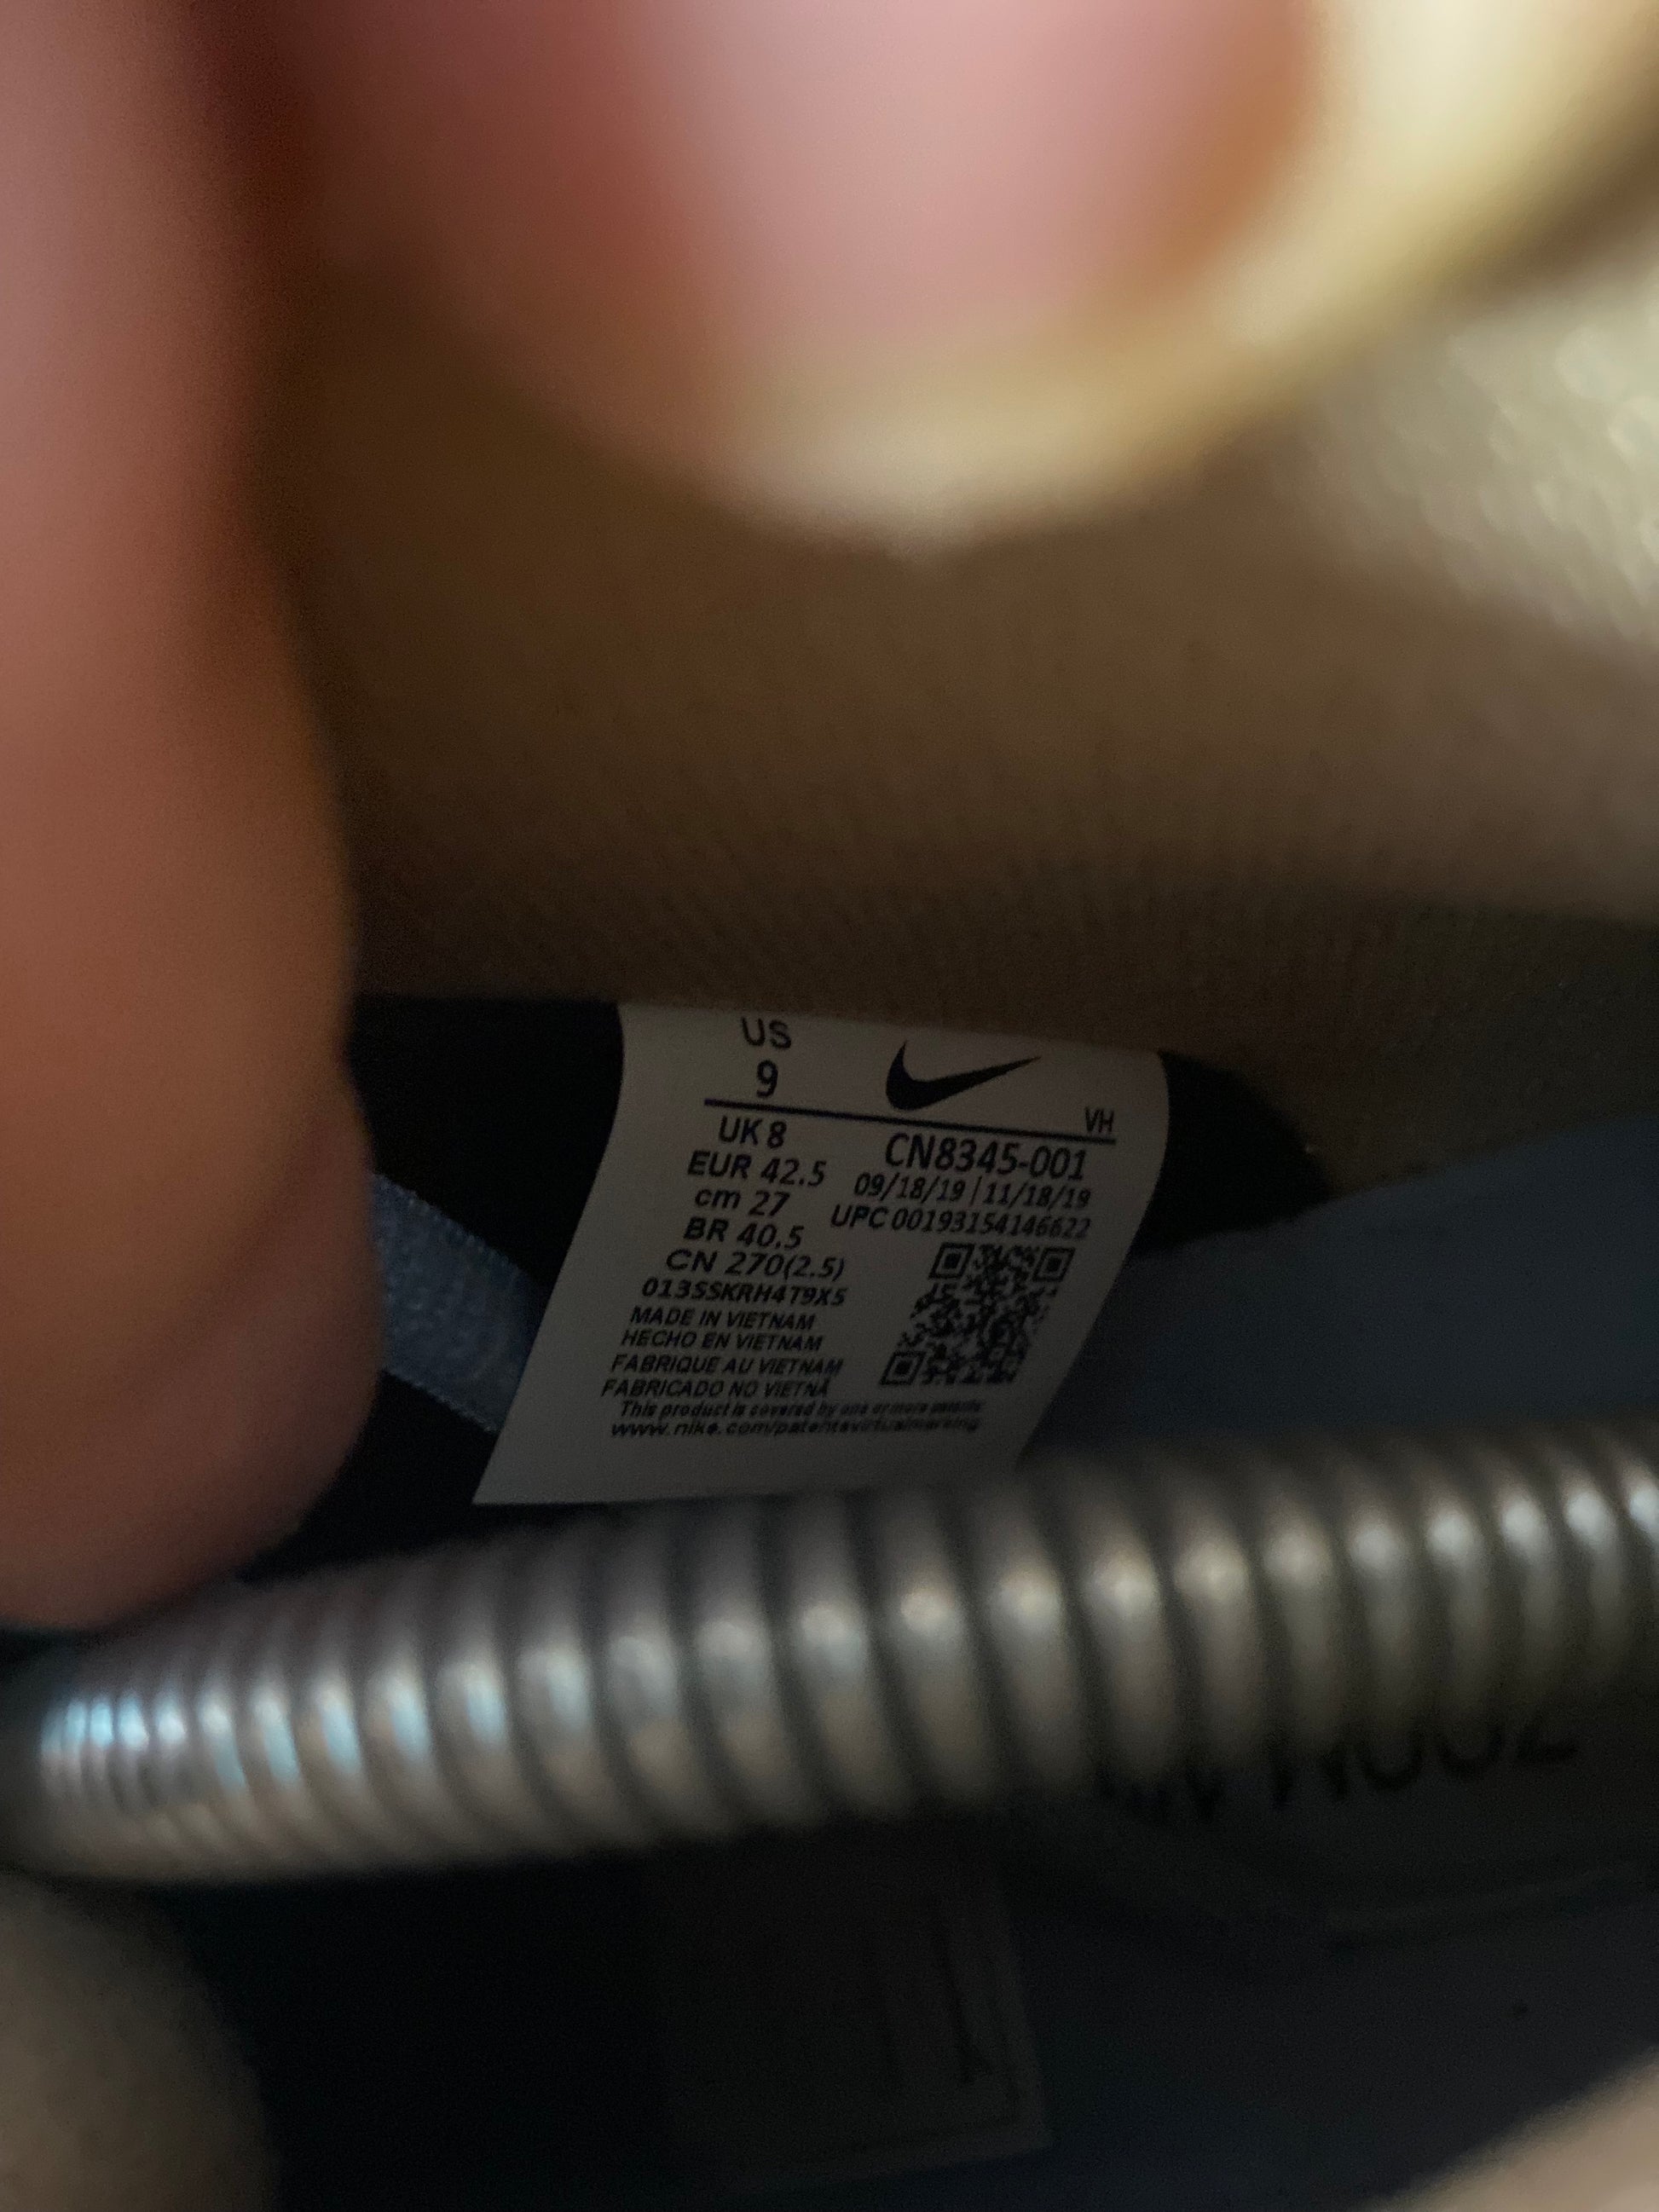 US
9
VH
UK 8
EUR 42.5
cm 27
BR 40.5
CN 270(2.5)
013SSKRH4T9X5
MADE IN VIETNAM
HECHO EN VIETNAM
FABRIQUE AU VIETNAM
FABRICADO NO VIETNÃ
CN8345-001
09/18/19 | 11/18/19
UPC 00193154146622
This product is covered by one or more patents.
www.nike.com/patentsvirtualmarking
ZOOM